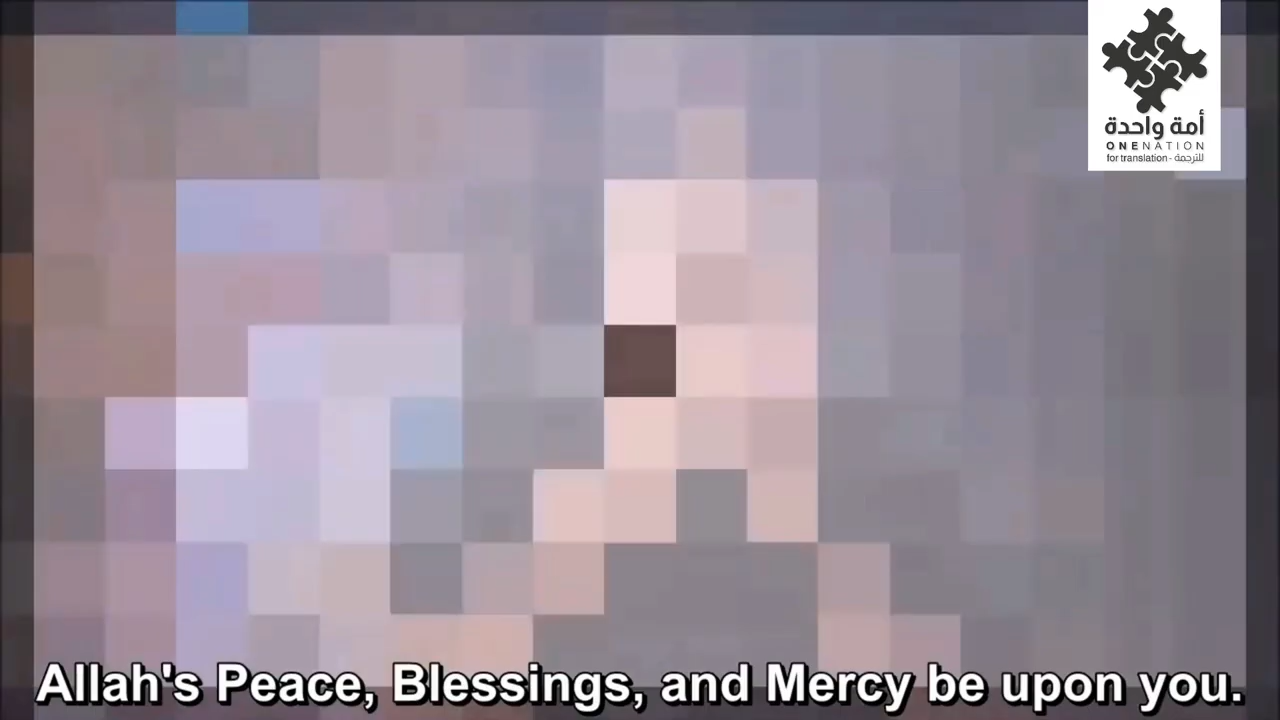 أمة واحدة
ONENATION
for translation - للترجمة
Allah's Peace, Blessings, and Mercy be upon you.